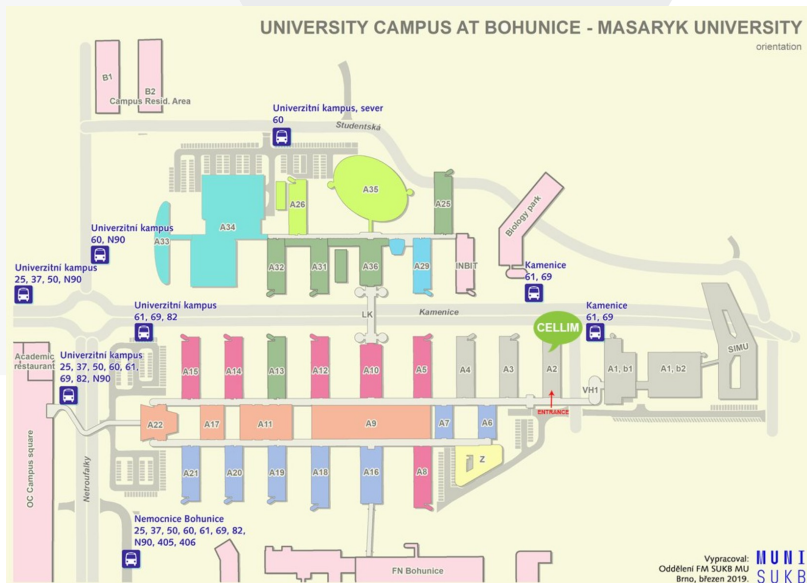 UNIVERSITY CAMPUS AT BOHUNICE - MASARYK UNIVERSITY
orientation
B1
B2
Campus Resid. Area
Univerzitní kampus, sever
60
Studentská
A35
A26
A25
A34
A33
Biology park
Univerzitní kampus
60, N90
A32
A31
A36
A29
INBIT
Univerzitní kampus
25, 37, 50, N90
Kamenice
61, 69
Univerzitní kampus
61, 69, 82
LK
Kamenice
Kamenice
61, 69
CELLIM
SIMU
Academic
restaurant
Univerzitní kampus
25, 37, 50, 60, 61,
69, 82, N90
A15
A14
A13
A12
A10
A5
A4
A3
A2
A1, b1
A1, b2
VH1
ENTRANCE
A22
A17
A11
A9
A7
A6
Z
OC Campus square
Netroufalky
A21
A20
A19
A18
A16
A8
Nemocnice Bohunice
25, 37, 50, 60, 61, 69, 82,
N90, 405, 406
FN Bohunice
Vypracoval:
Oddělení FM SUKB MU
Brno, březen 2019.
MUNI
SUKB